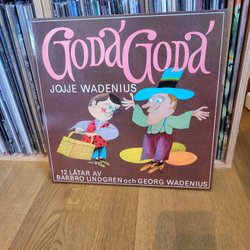 GODA' GODA'
JOJJE WADENIUS
12 LÅTAR AV
BARBRO LINDGREN och GEORG WADENIUS